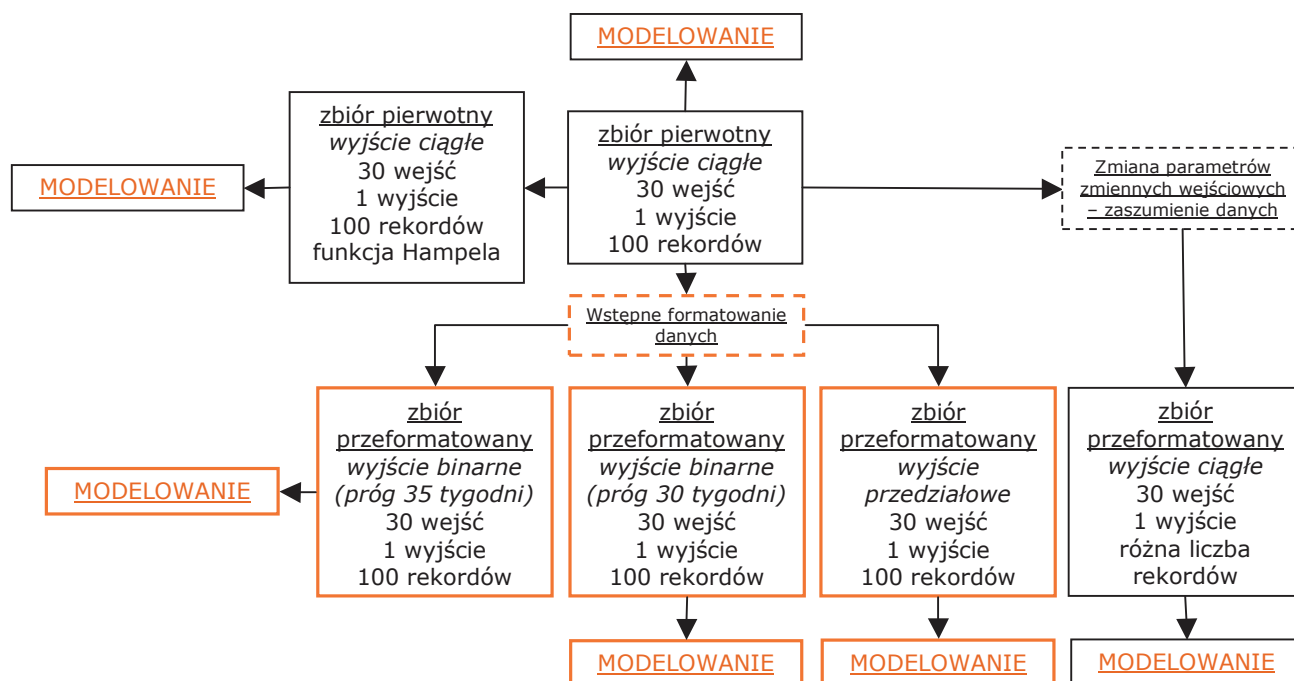 MODELOWANIE
zbiór pierwotny
wyjście ciągłe
30 wejść
1 wyjście
100 rekordów
funkcja Hampela
zbiór pierwotny
wyjście ciągłe
30 wejść
1 wyjście
100 rekordów
Zmiana parametrów
zmiennych wejściowych
– zaszumienie danych
MODELOWANIE
Wstępne formatowanie
danych
zbiór
przeformatowany
wyjście binarne
(próg 35 tygodni)
30 wejść
1 wyjście
100 rekordów
zbiór
przeformatowany
wyjście binarne
(próg 30 tygodni)
30 wejść
1 wyjście
100 rekordów
zbiór
przeformatowany
wyjście
przedziałowe
30 wejść
1 wyjście
100 rekordów
zbiór
przeformatowany
wyjście ciągłe
30 wejść
1 wyjście
różna liczba
rekordów
MODELOWANIE
MODELOWANIE
MODELOWANIE
MODELOWANIE